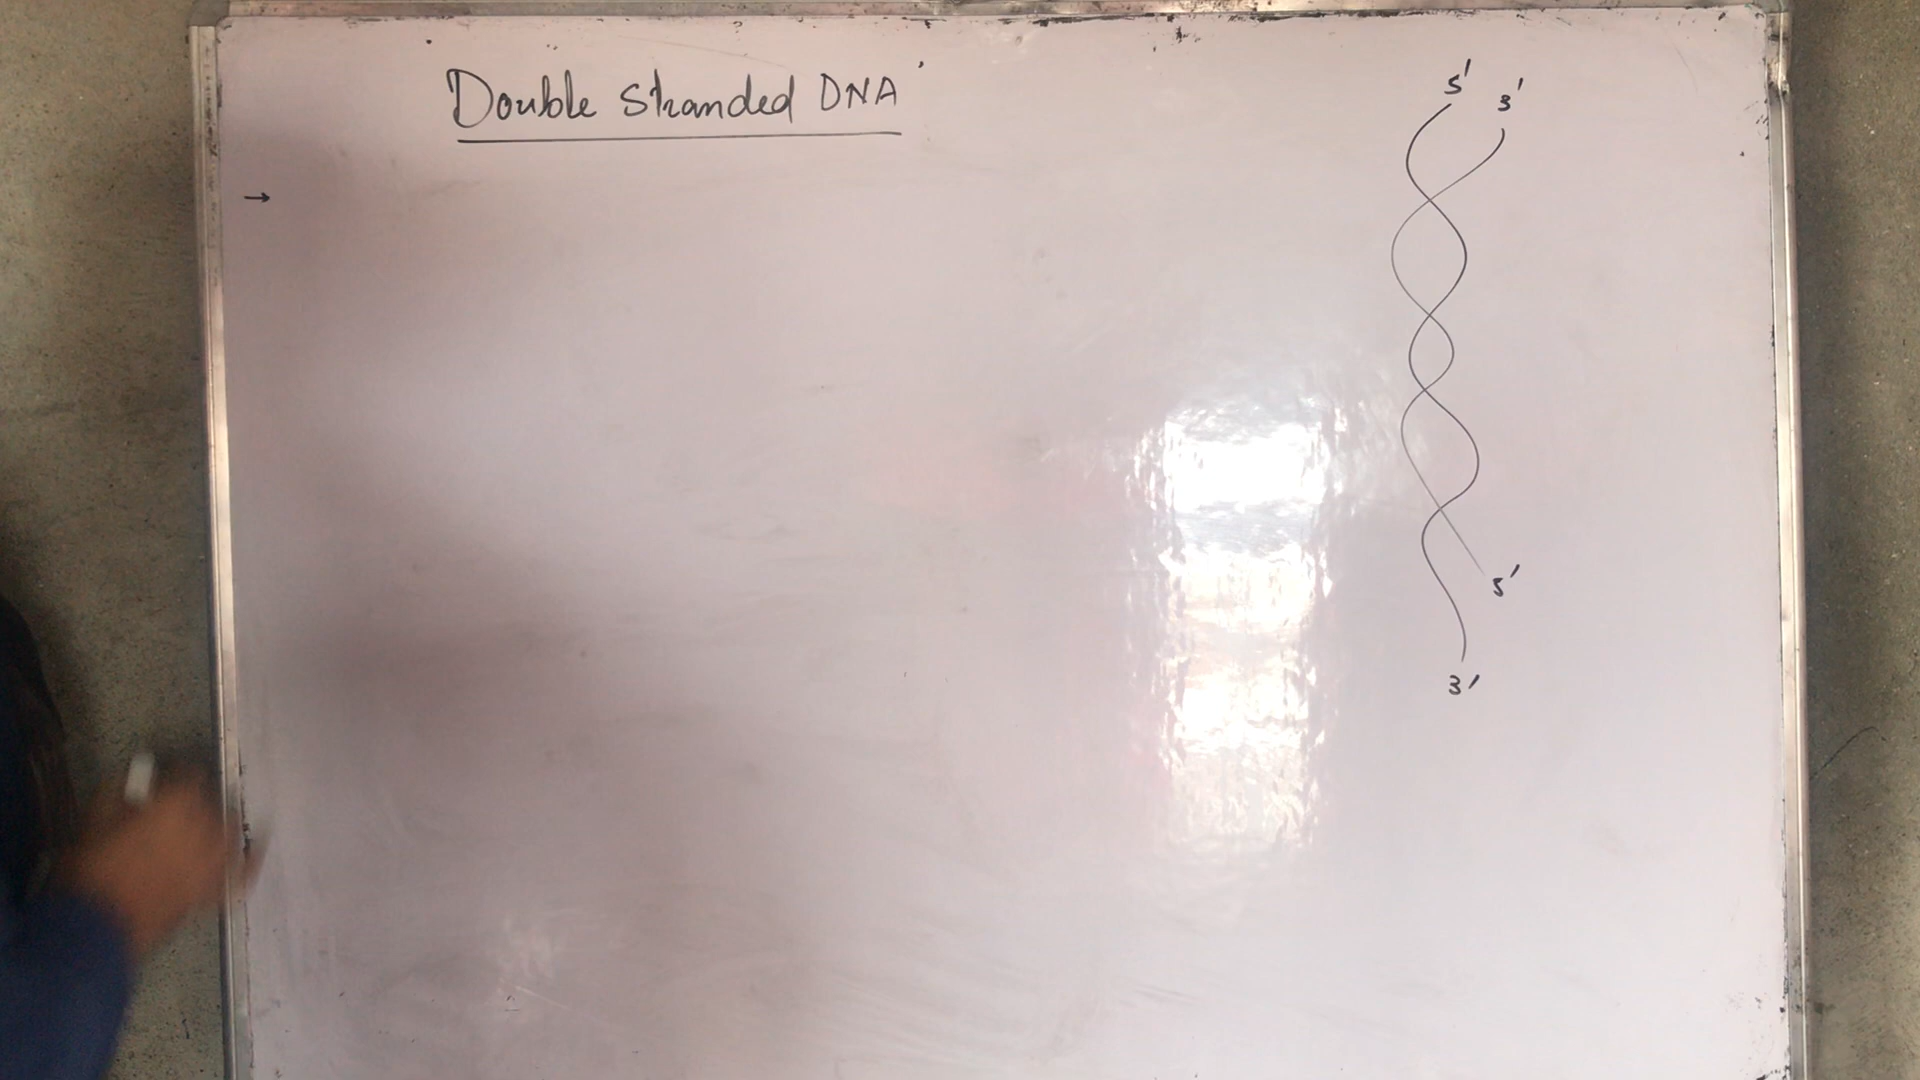 Double Stranded DNA
→
5' 3'
5'
3'